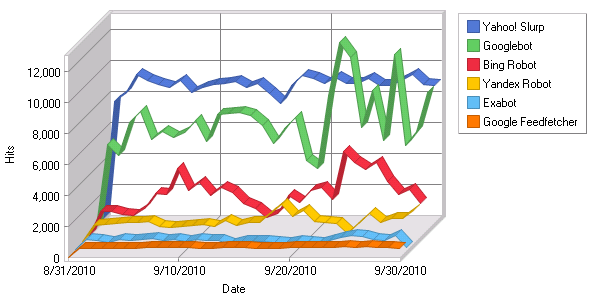 12,000
10,000
8,000
6,000
4,000
2,000
0
Hits
8/31/2010 9/10/2010 9/20/2010 9/30/2010
Date
Yahoo! Slurp
Googlebot
Bing Robot
Yandex Robot
Exabot
Google Feedfetcher